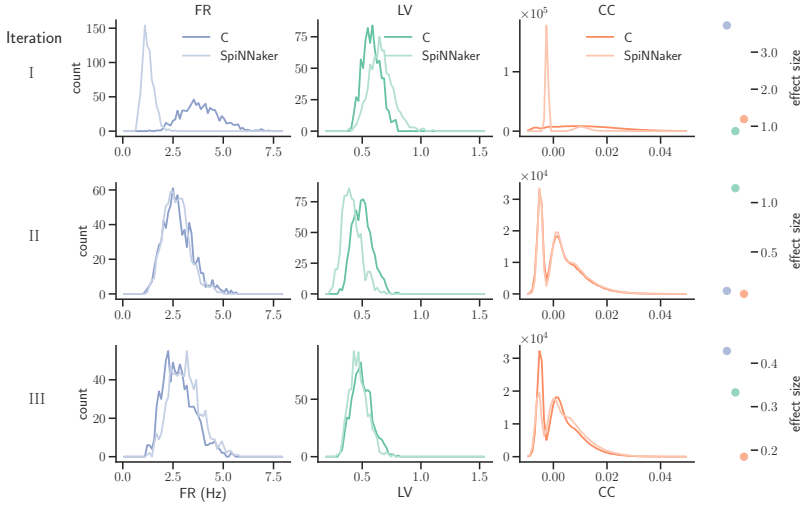 FR LV CC
Iteration
I
count
150
100
50
0
0.0 2.5 5.0 7.5
C
SpiNNaker
75
50
25
0
0.5 1.0 1.5
C
SpiNNaker
×10⁵
1
0
0.00 0.02 0.04
C
SpiNNaker
3.0
2.0
1.0
effect size
II
count
60
40
20
0
0.0 2.5 5.0 7.5
75
50
25
0
0.5 1.0 1.5
×10⁴
3
2
1
0
0.00 0.02 0.04
1.0
0.5
effect size
III
count
40
20
0
0.0 2.5 5.0 7.5
FR (Hz)
50
0
0.5 1.0 1.5
LV
×10⁴
3
2
1
0
0.00 0.02 0.04
CC
0.4
0.3
0.2
effect size